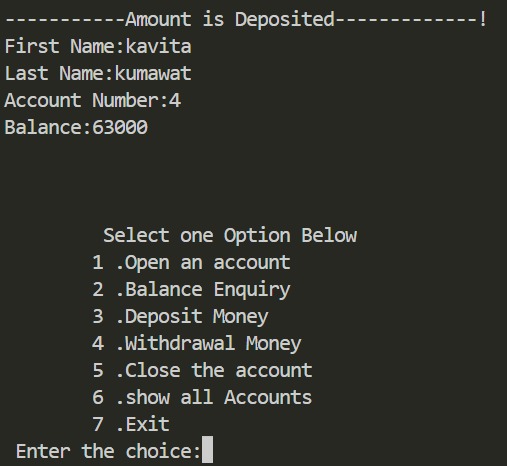 -----------Amount is Deposited-------------!
First Name:kavita
Last Name:kumawat
Account Number:4
Balance:63000
Select one Option Below
1 .Open an account
2 .Balance Enquiry
3 .Deposit Money
4 .Withdrawal Money
5 .Close the account
6 .show all Accounts
7 .Exit
Enter the choice: